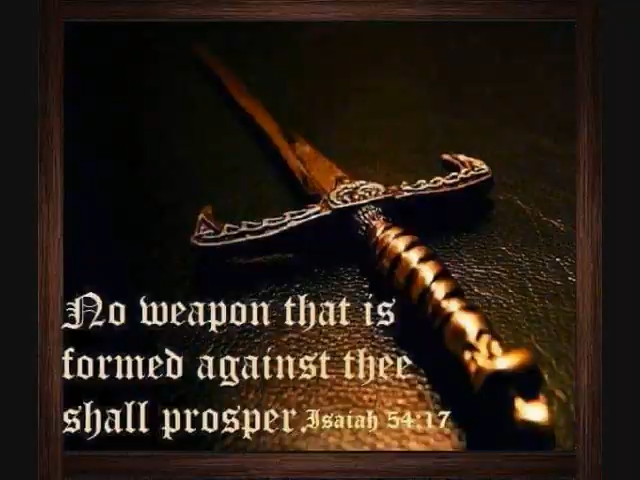 No weapon that is
formed against thee
shall prosper. Isaiah 54:17